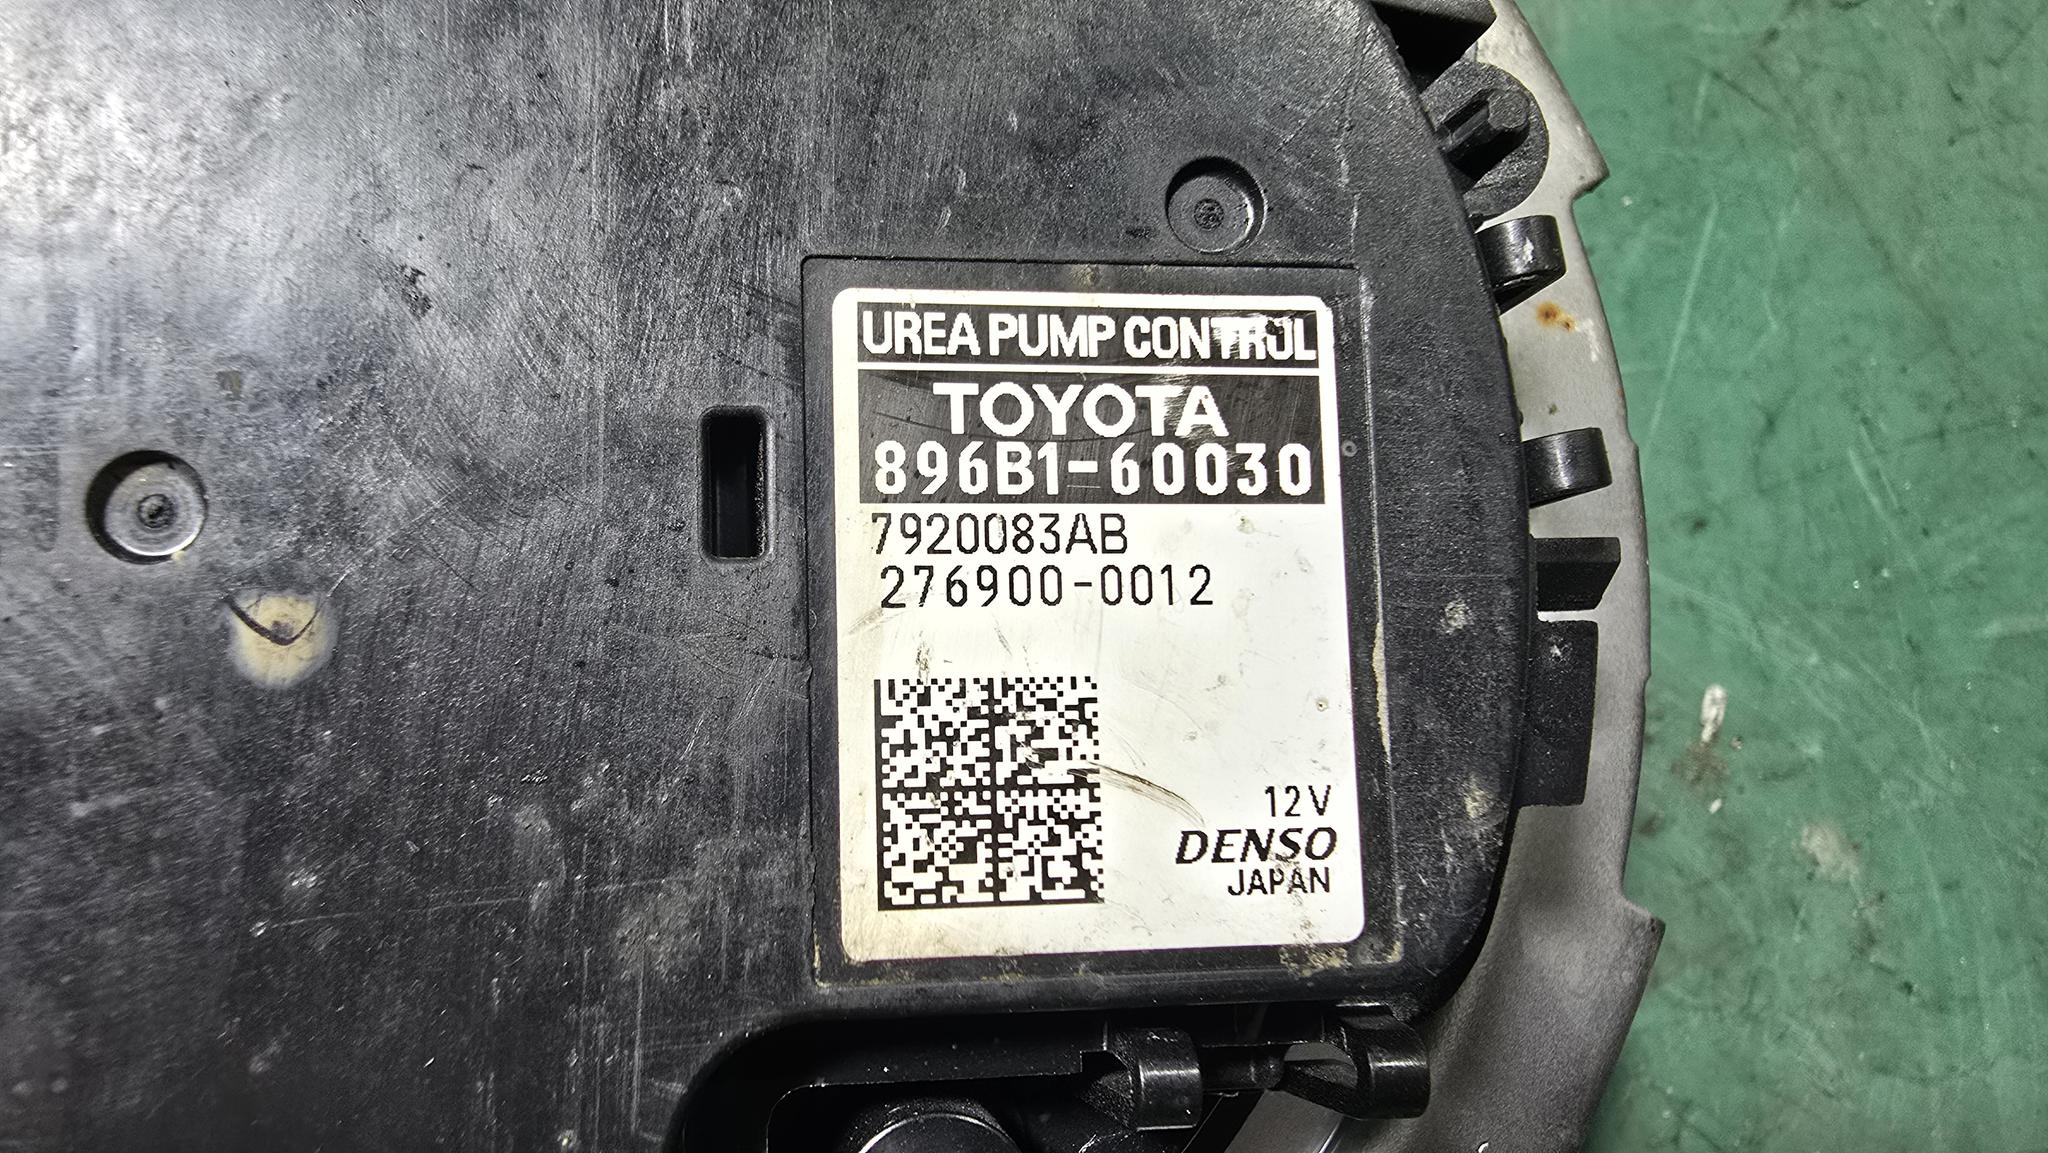 UREA PUMP CONTROL
TOYOTA
896B1-60030
7920083AB
276900-0012
12V
DENSO
JAPAN